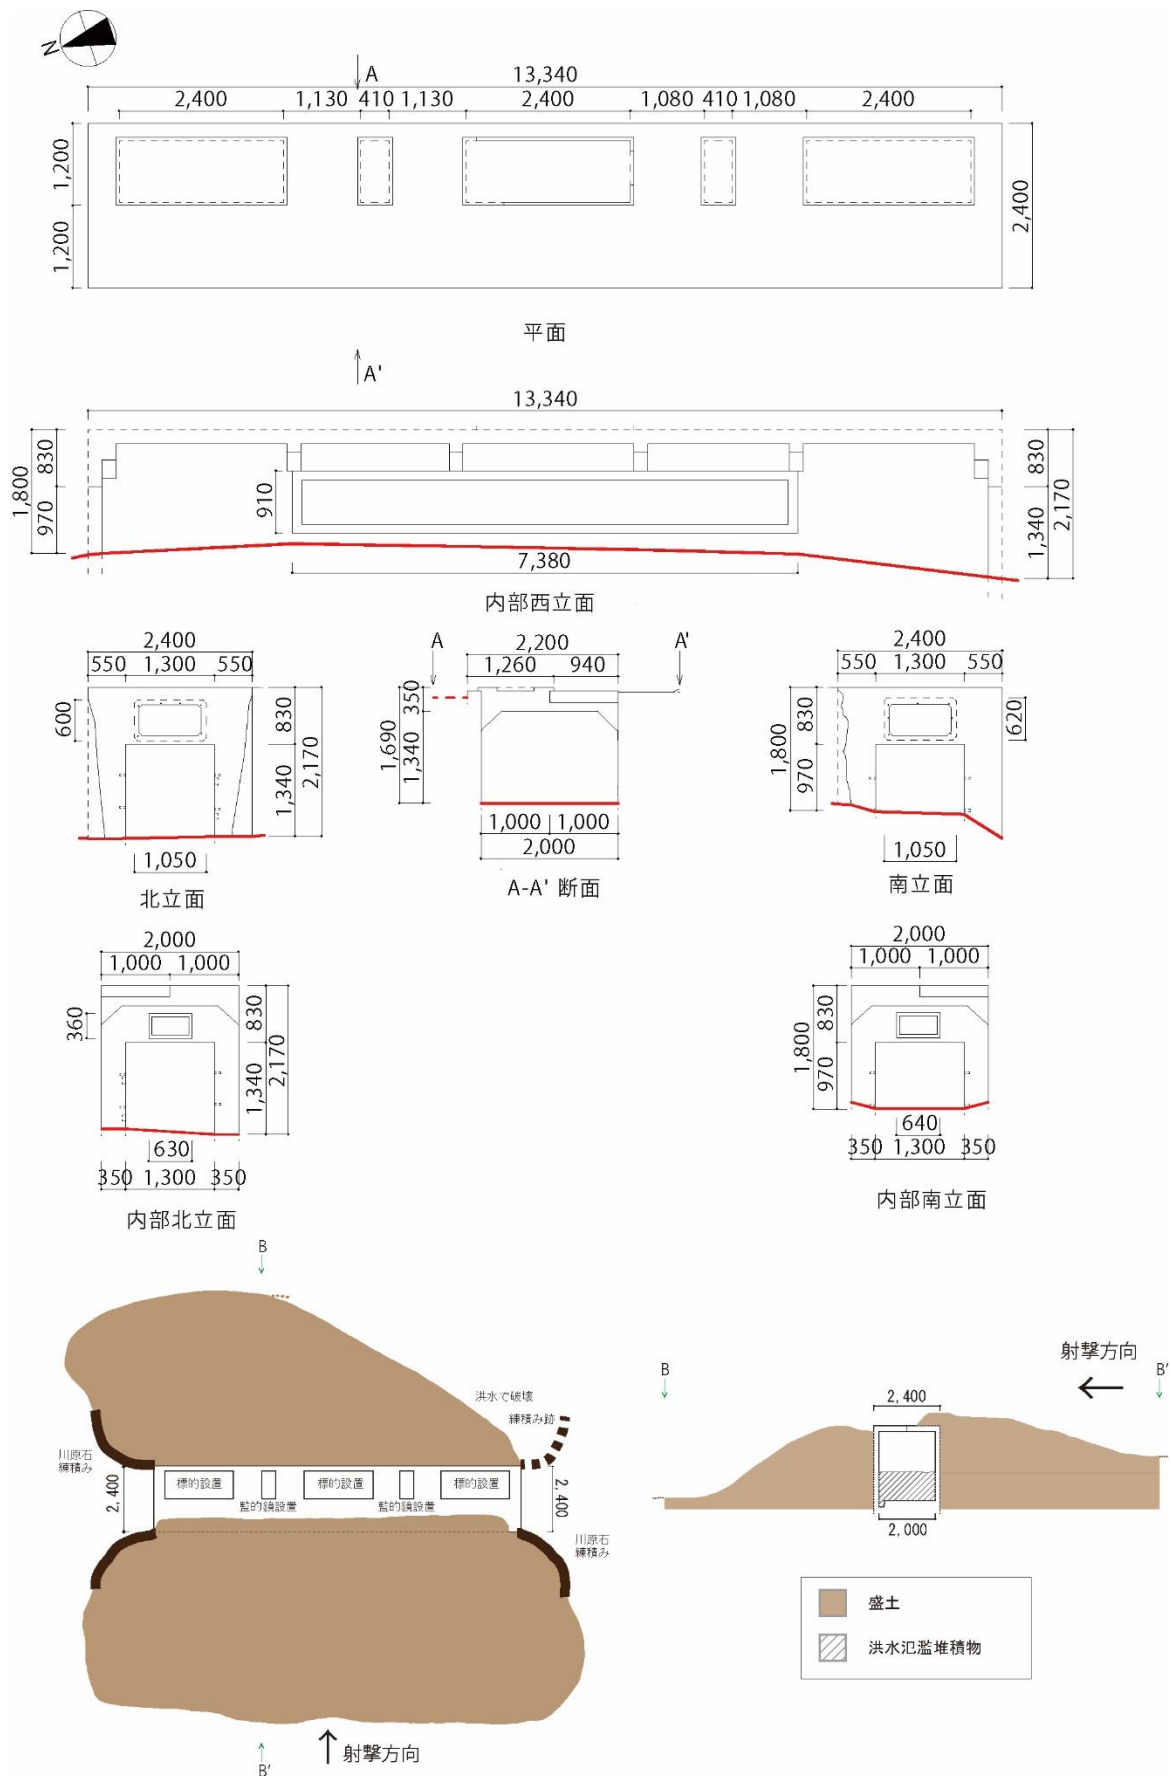 N
A
13,340
2,400 1,130 410 1,130 2,400 1,080 410 1,080 2,400
1,200
1,200
2,400
平面
A'
13,340
1,800
830
970
910
830
1,340
2,170
7,380
内部西立面
2,400
550 1,300 550
600
830
1,340
2,170
1,050
北立面
A
A'
2,200
1,260 940
350
1,690
1,340
1,000 1,000
2,000
A-A' 断面
2,400
550 1,300 550
1,800
830
970
620
1,050
南立面
2,000
1,000 1,000
360
830
1,340
2,170
630
350 1,300 350
内部北立面
2,000
1,000 1,000
1,800
830
970
640
350 1,300 350
内部南立面
B
洪水で破壊
練積み跡
川原石
練積み
標的設置
標的設置
標的設置
監的鏡設置
監的鏡設置
2,400
2,400
川原石
練積み
射撃方向
B'
射撃方向
B
B'
2,400
2,000
盛土
洪水氾濫堆積物